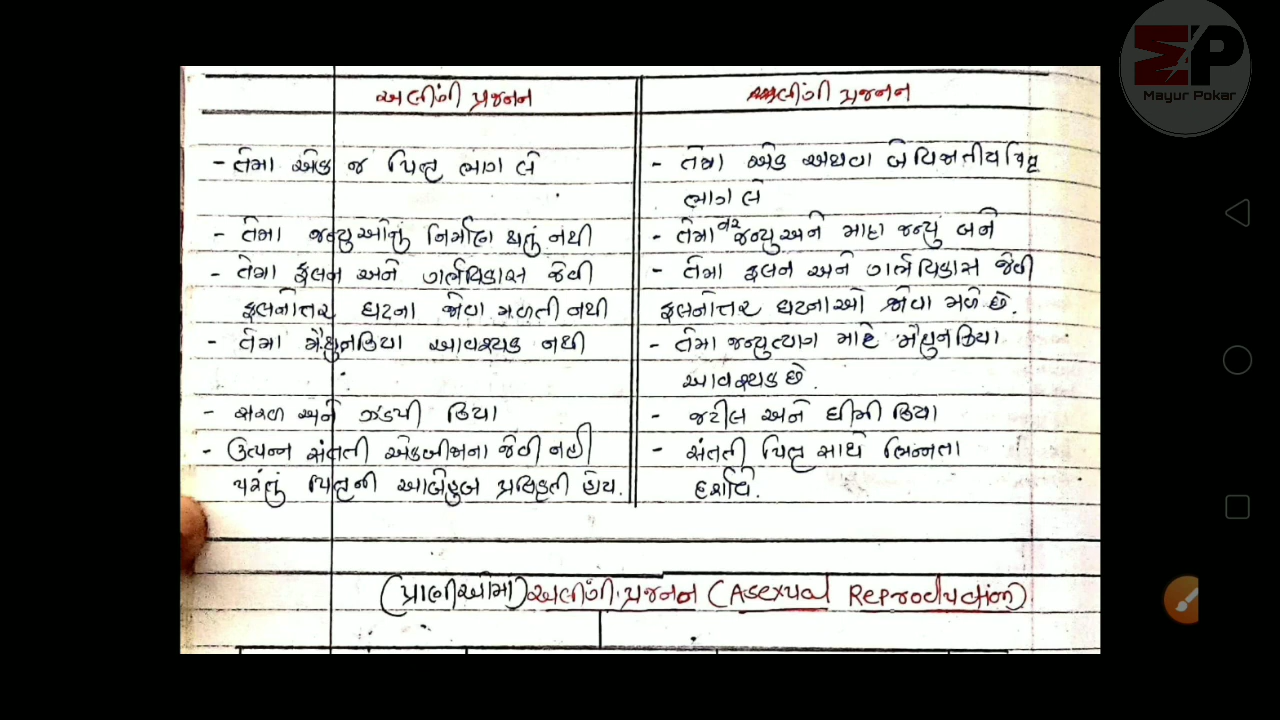 અલીંગી પ્રજનન
લીંગી પ્રજનન
- તેમા એક જ પિતૃ ભાગ લે
- તેમા જન્યુઓનું નિર્માણ થતું નથી
- તેમા ફલન અને ગર્ભવિકાસ જેવી
ફલનોત્તર ઘટના જોવા મળતી નથી
- તેમા મૈથુનક્રિયા આવશ્યક નથી
- સરળ અને ઝડપી ક્રિયા
- ઉત્પન્ન સંતતી એકબીજાના જેવી નહી
પરંતું પિતૃની આબેહુબ પ્રતિકૃતી હોય.
- તેમા એક અથવા બે વિજાતીય પિતૃ
ભાગ લે
- તેમા નર જન્યુ અને માદા જન્યુ બને
- તેમા ફલન અને ગર્ભવિકાસ જેવી
ફલનોત્તર ઘટનાઓ જોવા મળે છે.
- તેમા જન્યુત્યાગ માટે મૈથુનક્રિયા
આવશ્યક છે.
- જટીલ અને ધીમી ક્રિયા
- સંતતી પિતૃ સાથે ભિન્નતા
દર્શાવે.
(પ્રાણીઓમાં) અલીંગી પ્રજનન (Asexual Reproduction)
MP
Mayur Pokar